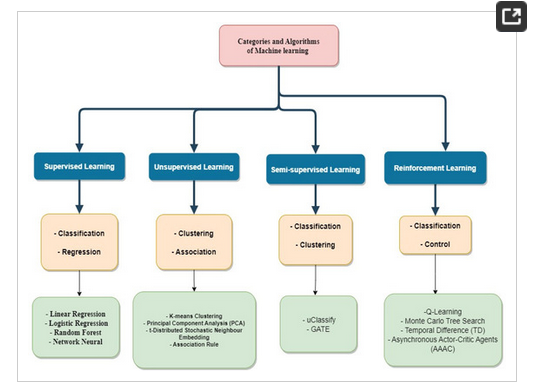 Categories and Algorithms
of Machine learning
Supervised Learning
Unsupervised Learning
Semi-supervised Learning
Reinforcement Learning
- Classification
- Regression
- Clustering
- Association
- Classification
- Clustering
- Classification
- Control
- Linear Regression
- Logistic Regression
- Random Forest
- Network Neural
- K-means Clustering
- Principal Component Analysis (PCA)
- t-Distributed Stochastic Neighbour
Embedding
- Association Rule
- uClassify
- GATE
-Q-Learning
- Monte Carlo Tree Search
- Temporal Difference (TD)
- Asynchronous Actor-Critic Agents
(AAAC)